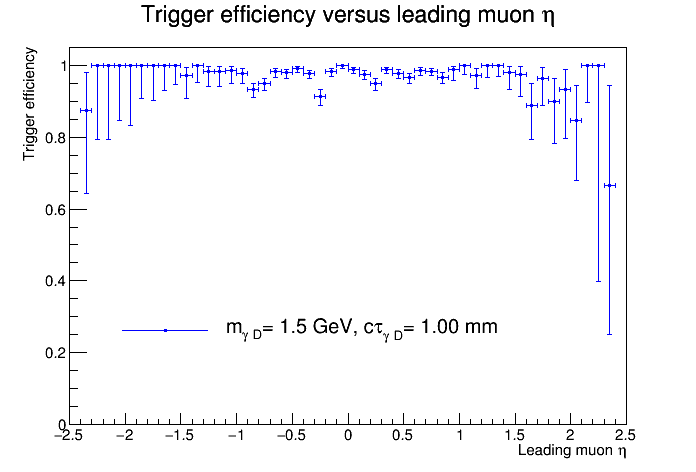 Trigger efficiency versus leading muon η
Trigger efficiency
1
0.8
0.6
0.4
0.2
0
m_γ D= 1.5 GeV, cτ_γ D= 1.00 mm
−2.5 −2 −1.5 −1 −0.5 0 0.5 1 1.5 2 2.5
Leading muon η